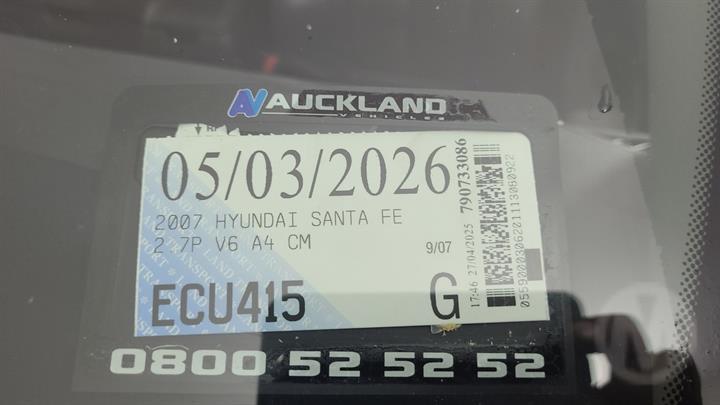 AUCKLAND
VEHICLES
05/03/2026
2007 HYUNDAI SANTA FE
2.7P V6 A4 CM
9/07
ECU415
G
17:46 27/04/2025
790733086
0800 52 52 52